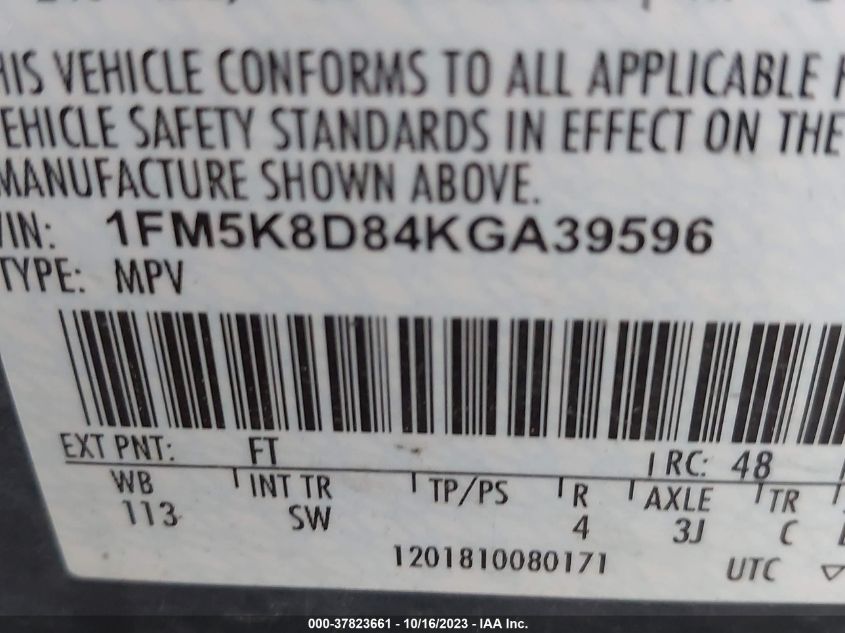 HIS VEHICLE CONFORMS TO ALL APPLICABLE F
EHICLE SAFETY STANDARDS IN EFFECT ON THE
MANUFACTURE SHOWN ABOVE.
VIN: 1FM5K8D84KGA39596
TYPE: MPV
EXT PNT: FT RC: 48
WB INT TR TP/PS R AXLE TR
113 SW 4 3J C
1201810080171 UTC
000-37823661 - 10/16/2023 - IAA Inc.